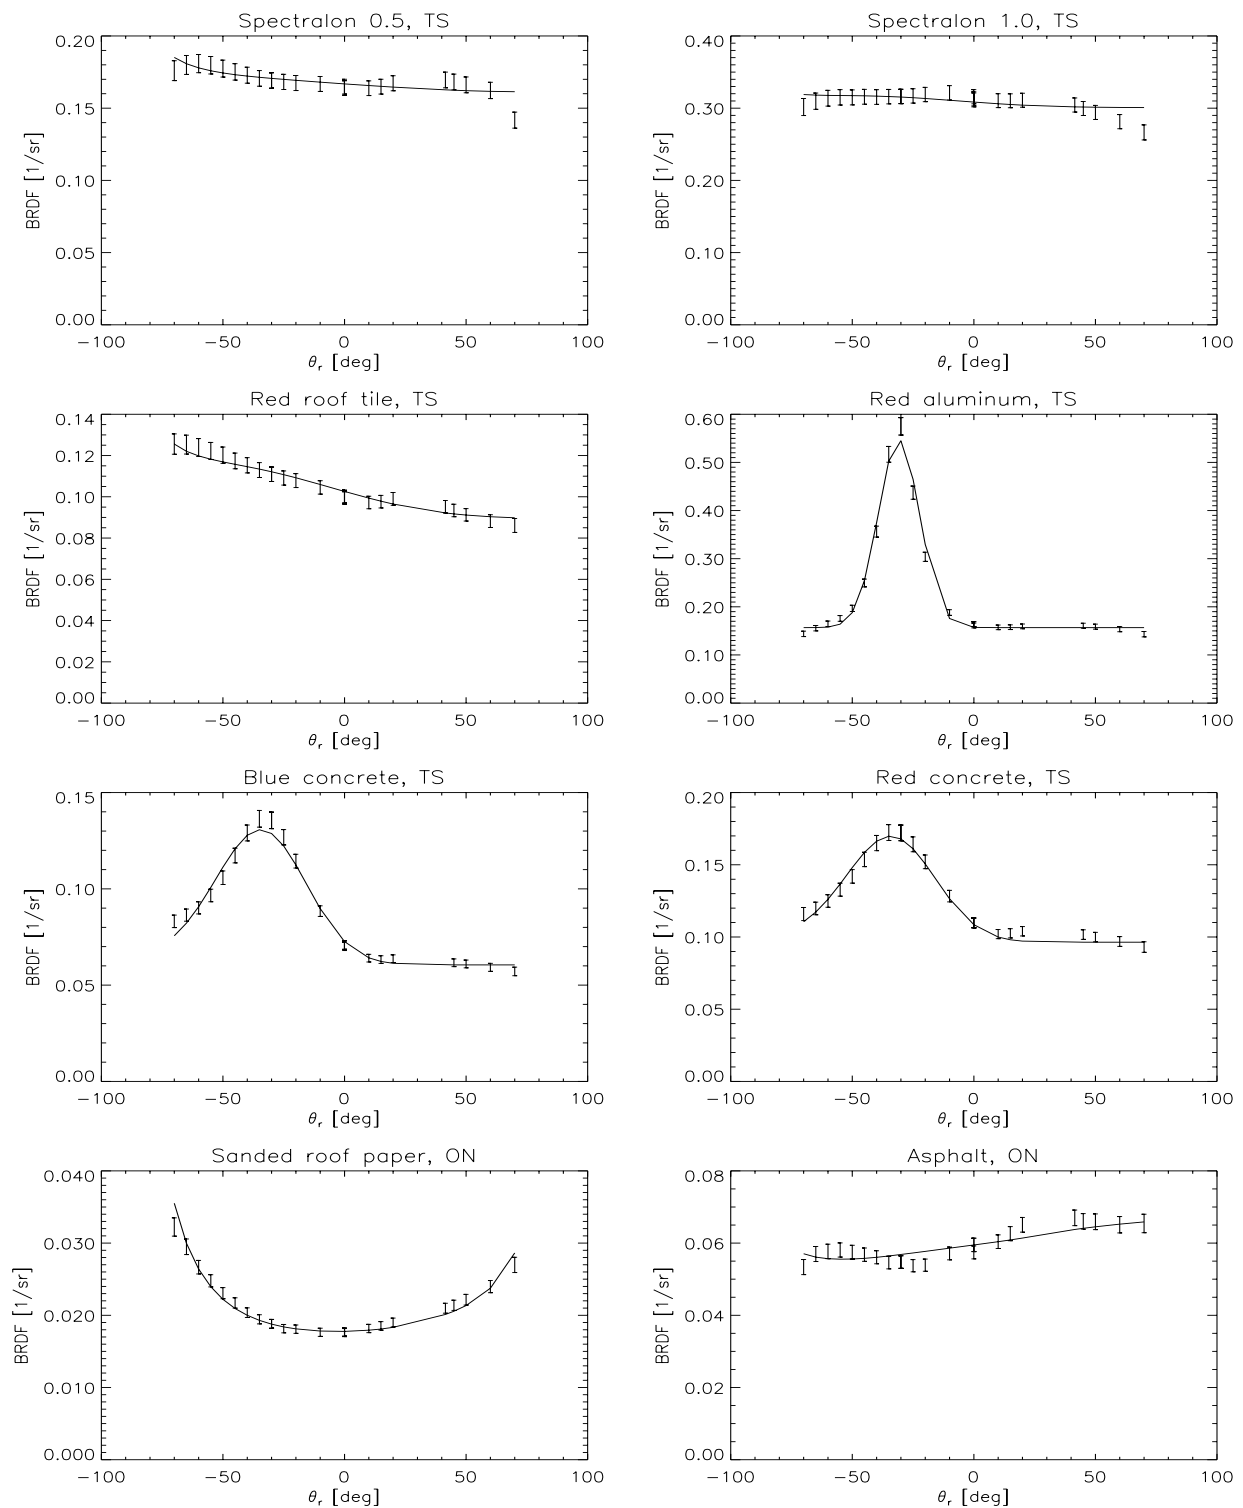 Spectralon 0.5, TS
0.20
0.15
0.10
0.05
0.00
BRDF [1/sr]
−100 −50 0 50 100
θr [deg]
Spectralon 1.0, TS
0.40
0.30
0.20
0.10
0.00
BRDF [1/sr]
−100 −50 0 50 100
θr [deg]
Red roof tile, TS
0.14
0.12
0.10
0.08
0.06
0.04
0.02
0.00
BRDF [1/sr]
−100 −50 0 50 100
θr [deg]
Red aluminum, TS
0.60
0.50
0.40
0.30
0.20
0.10
0.00
BRDF [1/sr]
−100 −50 0 50 100
θr [deg]
Blue concrete, TS
0.15
0.10
0.05
0.00
BRDF [1/sr]
−100 −50 0 50 100
θr [deg]
Red concrete, TS
0.20
0.15
0.10
0.05
0.00
BRDF [1/sr]
−100 −50 0 50 100
θr [deg]
Sanded roof paper, ON
0.040
0.030
0.020
0.010
0.000
BRDF [1/sr]
−100 −50 0 50 100
θr [deg]
Asphalt, ON
0.08
0.06
0.04
0.02
0.00
BRDF [1/sr]
−100 −50 0 50 100
θr [deg]